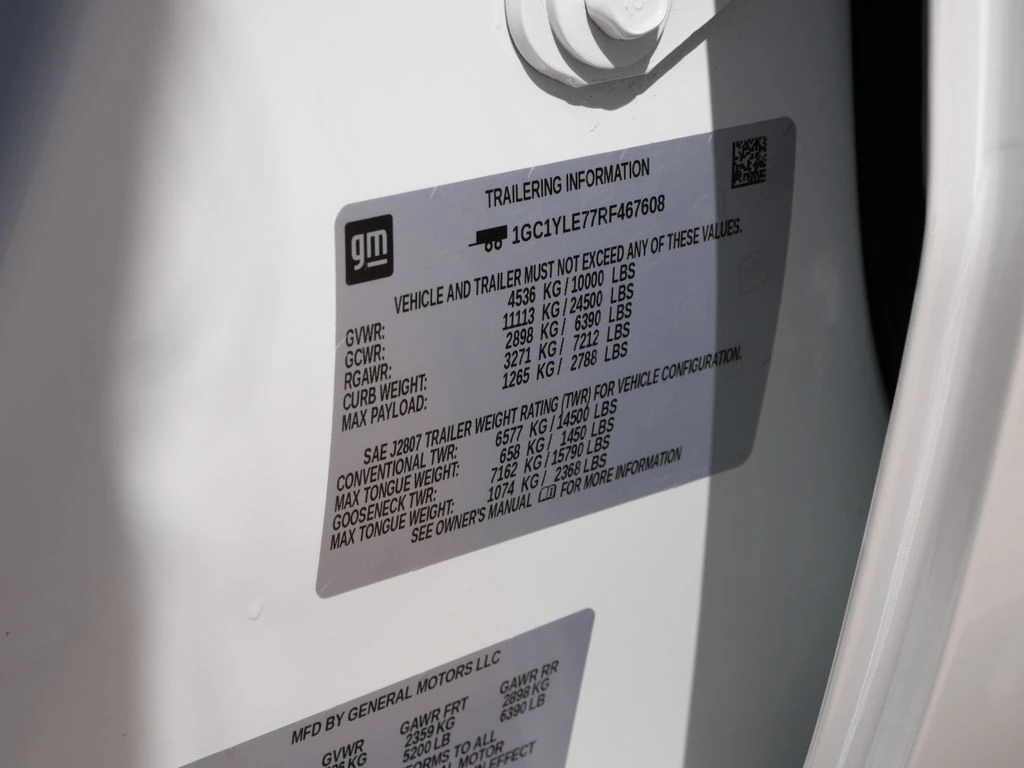 TRAILERING INFORMATION
gm
1GC1YLE77RF467608
VEHICLE AND TRAILER MUST NOT EXCEED ANY OF THESE VALUES.
GVWR: 4536 KG / 10000 LBS
GCWR: 11113 KG / 24500 LBS
RGAWR: 2898 KG / 6390 LBS
CURB WEIGHT: 3271 KG / 7212 LBS
MAX PAYLOAD: 1265 KG / 2788 LBS
SAE J2807 TRAILER WEIGHT RATING (TWR) FOR VEHICLE CONFIGURATION.
CONVENTIONAL TWR: 6577 KG / 14500 LBS
MAX TONGUE WEIGHT: 658 KG / 1450 LBS
GOOSENECK TWR: 7162 KG / 15790 LBS
MAX TONGUE WEIGHT: 1074 KG / 2368 LBS
SEE OWNER'S MANUAL FOR MORE INFORMATION
MFD BY GENERAL MOTORS LLC
GVWR GAWR FRT GAWR RR
KG 2359 KG 2898 KG
5200 LB 6390 LB
TO ALL
MOTOR
EFFECT